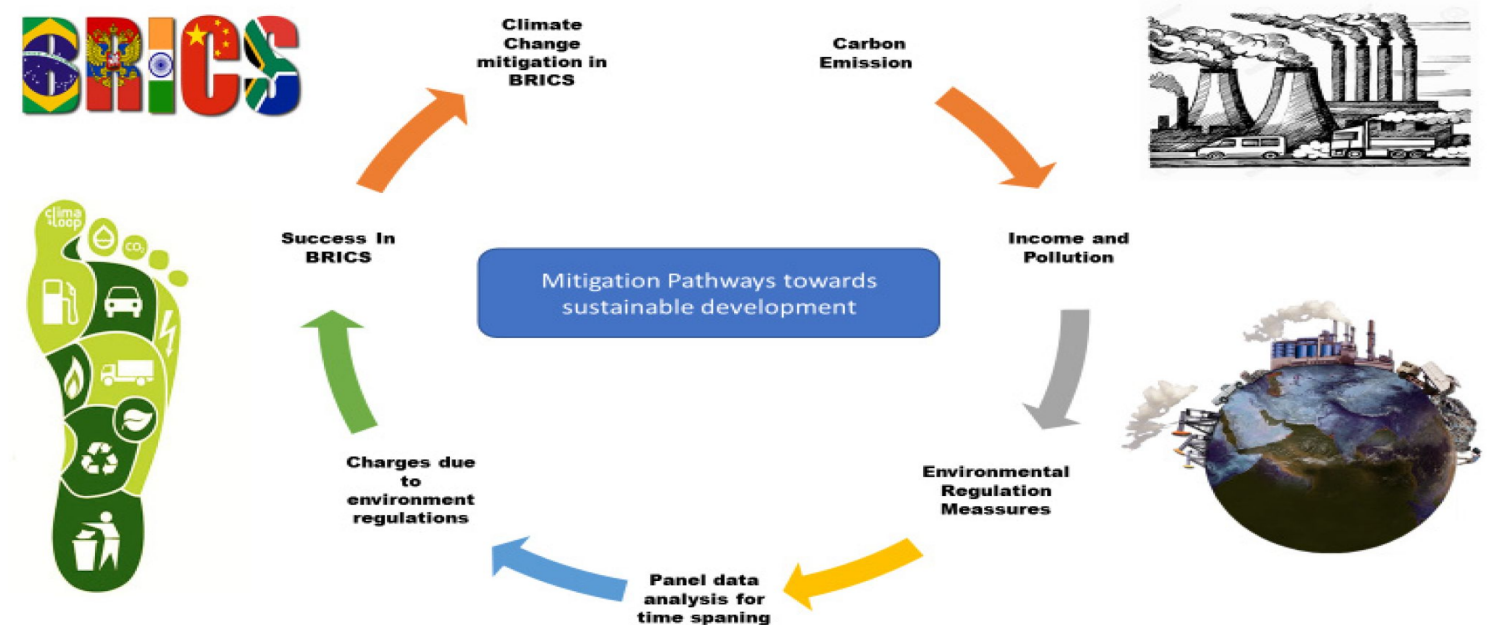 BRICS
Climate
Change
mitigation in
BRICS
Carbon
Emission
clima
+Loop
CO₂
Success In
BRICS
Income and
Pollution
Mitigation Pathways towards
sustainable development
Charges due
to
environment
regulations
Environmental
Regulation
Meassures
Panel data
analysis for
time spaning